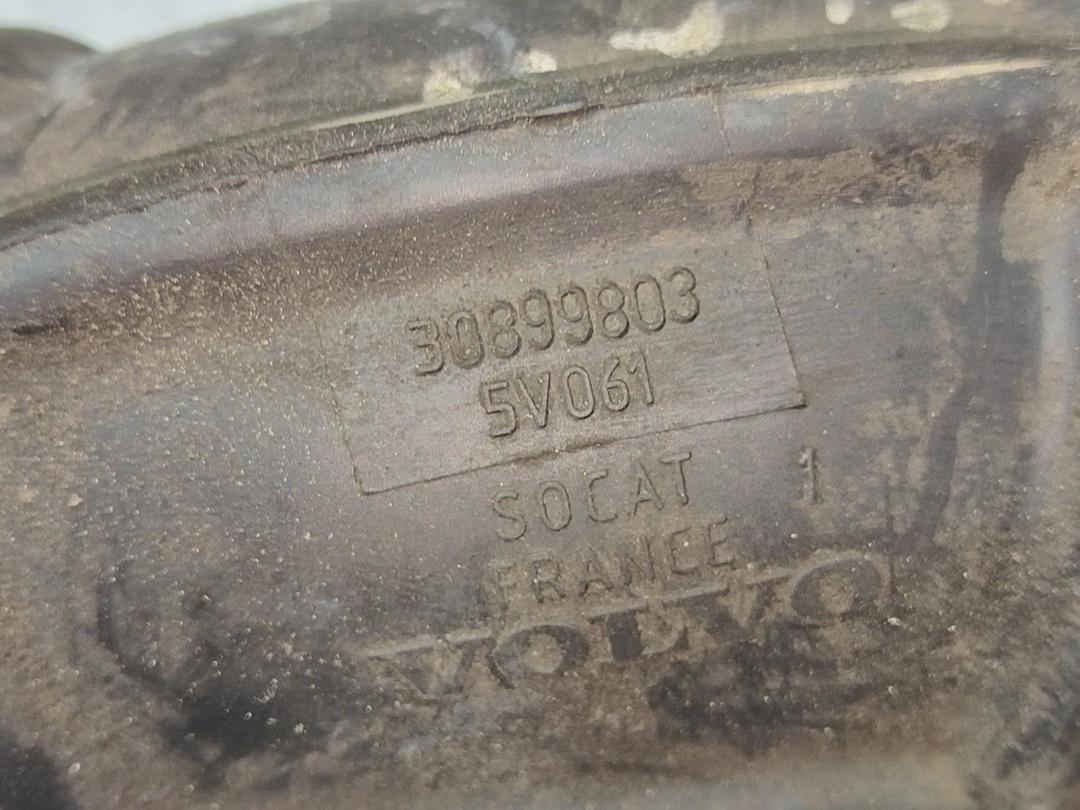 30899803
5V061
SOCAT 1
FRANCE
VOLVO